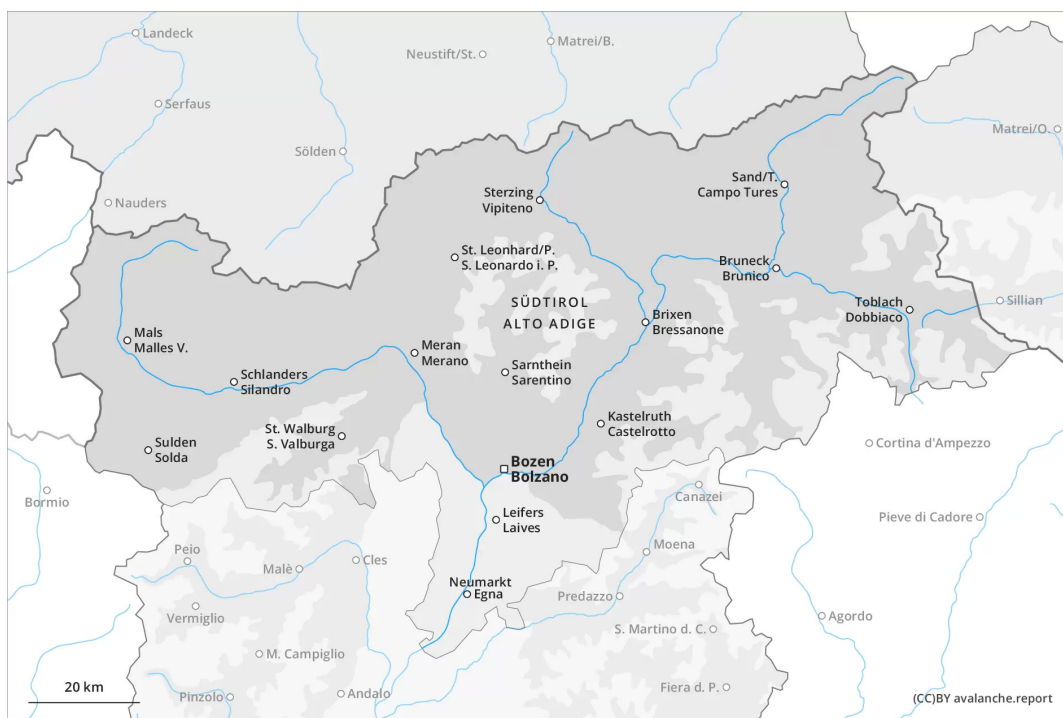 Landeck
Neustift/St.
Matrei/B.
Serfaus
Matrei/O.
Sölden
Sand/T.
Campo Tures
Sterzing
Vipiteno
Nauders
St. Leonhard/P.
S. Leonardo i. P.
Bruneck
Brunico
SÜDTIROL
ALTO ADIGE
Toblach
Dobbiaco
Sillian
Brixen
Bressanone
Mals
Malles V.
Meran
Merano
Sarnthein
Sarentino
Schlanders
Silandro
Kastelruth
Castelrotto
St. Walburg
S. Valburga
Sulden
Solda
Cortina d'Ampezzo
Bozen
Bolzano
Bormio
Canazei
Leifers
Laives
Pieve di Cadore
Peio
Malè
Cles
Moena
Neumarkt
Egna
Predazzo
Vermiglio
Agordo
S. Martino d. C.
M. Campiglio
20 km
Pinzolo
Andalo
Fiera d. P.
(CC)BY avalanche.report